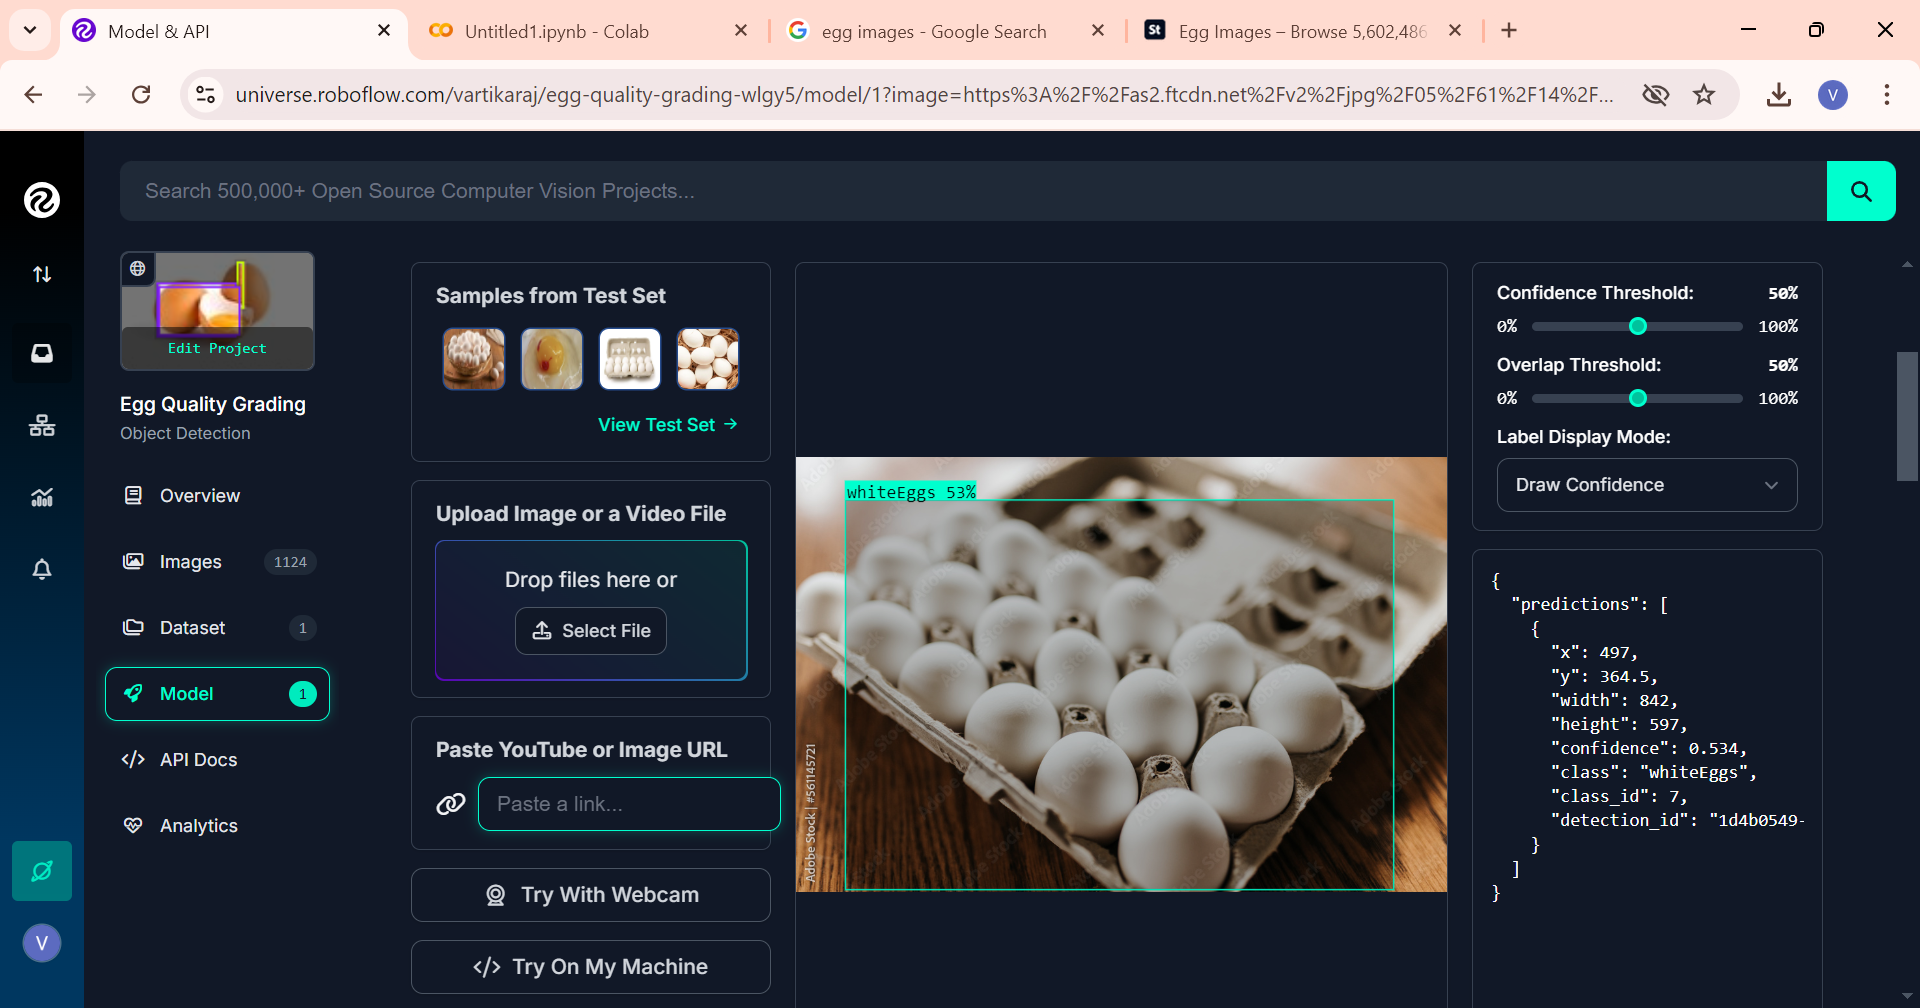 Model & API
Untitled1.ipynb - Colab
egg images - Google Search
St
Egg Images – Browse 5,602,486
universe.roboflow.com/vartikaraj/egg-quality-grading-wlgy5/model/1?image=https%3A%2F%2Fas2.ftcdn.net%2Fv2%2Fjpg%2F05%2F61%2F14%2F...
V
Search 500,000+ Open Source Computer Vision Projects...
Edit Project
Egg Quality Grading
Object Detection
Overview
Images 1124
Dataset 1
Model 1
</> API Docs
Analytics
V
Samples from Test Set
View Test Set →
Upload Image or a Video File
Drop files here or
Select File
Paste YouTube or Image URL
Paste a link...
Try With Webcam
</> Try On My Machine
whiteEggs 53%
Adobe Stock | #561145721
Confidence Threshold: 50%
0% 100%
Overlap Threshold: 50%
0% 100%
Label Display Mode:
Draw Confidence
{
"predictions": [
{
"x": 497,
"y": 364.5,
"width": 842,
"height": 597,
"confidence": 0.534,
"class": "whiteEggs",
"class_id": 7,
"detection_id": "1d4b0549-
}
]
}